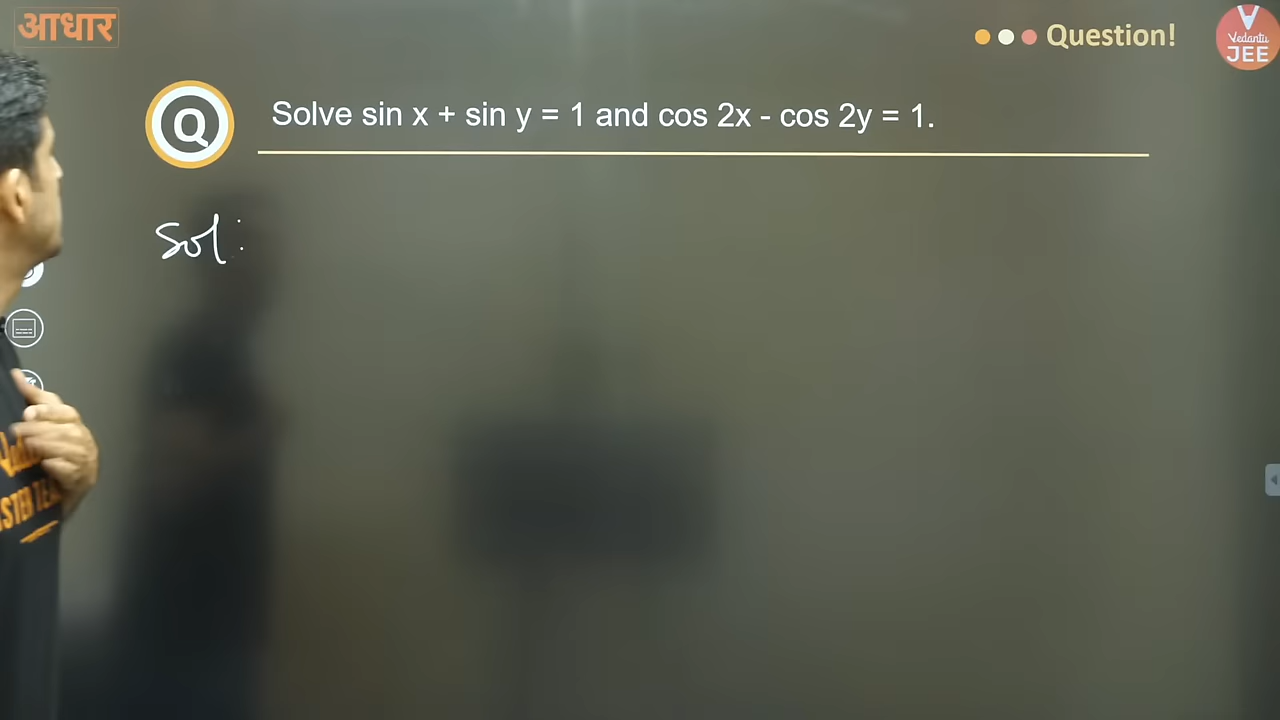 आधार
Question!
Vedantu
JEE
Q
Solve sin x + sin y = 1 and cos 2x - cos 2y = 1.
Sol: